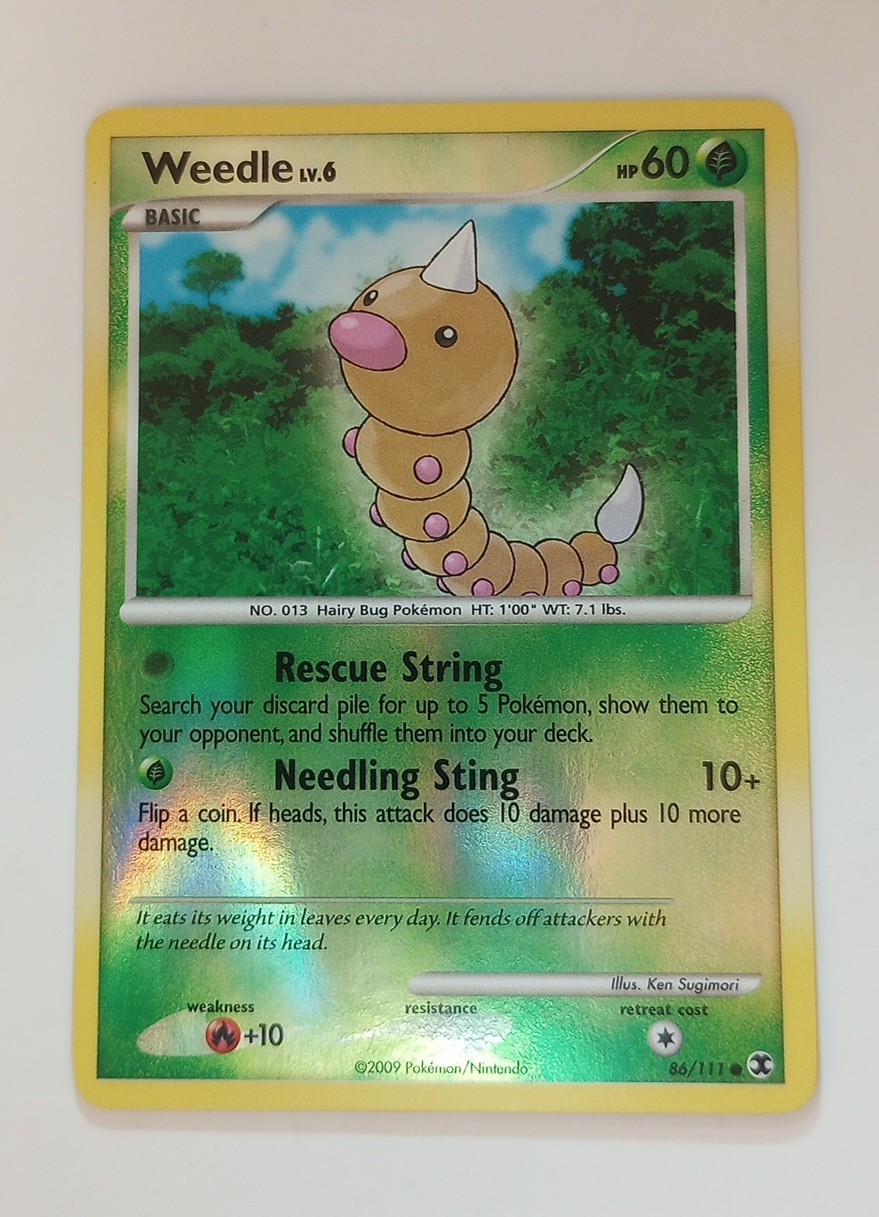 Weedle LV.6 HP 60
BASIC
NO. 013 Hairy Bug Pokémon HT: 1'00" WT: 7.1 lbs.
Rescue String
Search your discard pile for up to 5 Pokémon, show them to
your opponent, and shuffle them into your deck.
Needling Sting 10+
Flip a coin. If heads, this attack does 10 damage plus 10 more
damage.
It eats its weight in leaves every day. It fends off attackers with
the needle on its head.
Illus. Ken Sugimori
weakness resistance retreat cost
+10
©2009 Pokémon/Nintendo 86/111